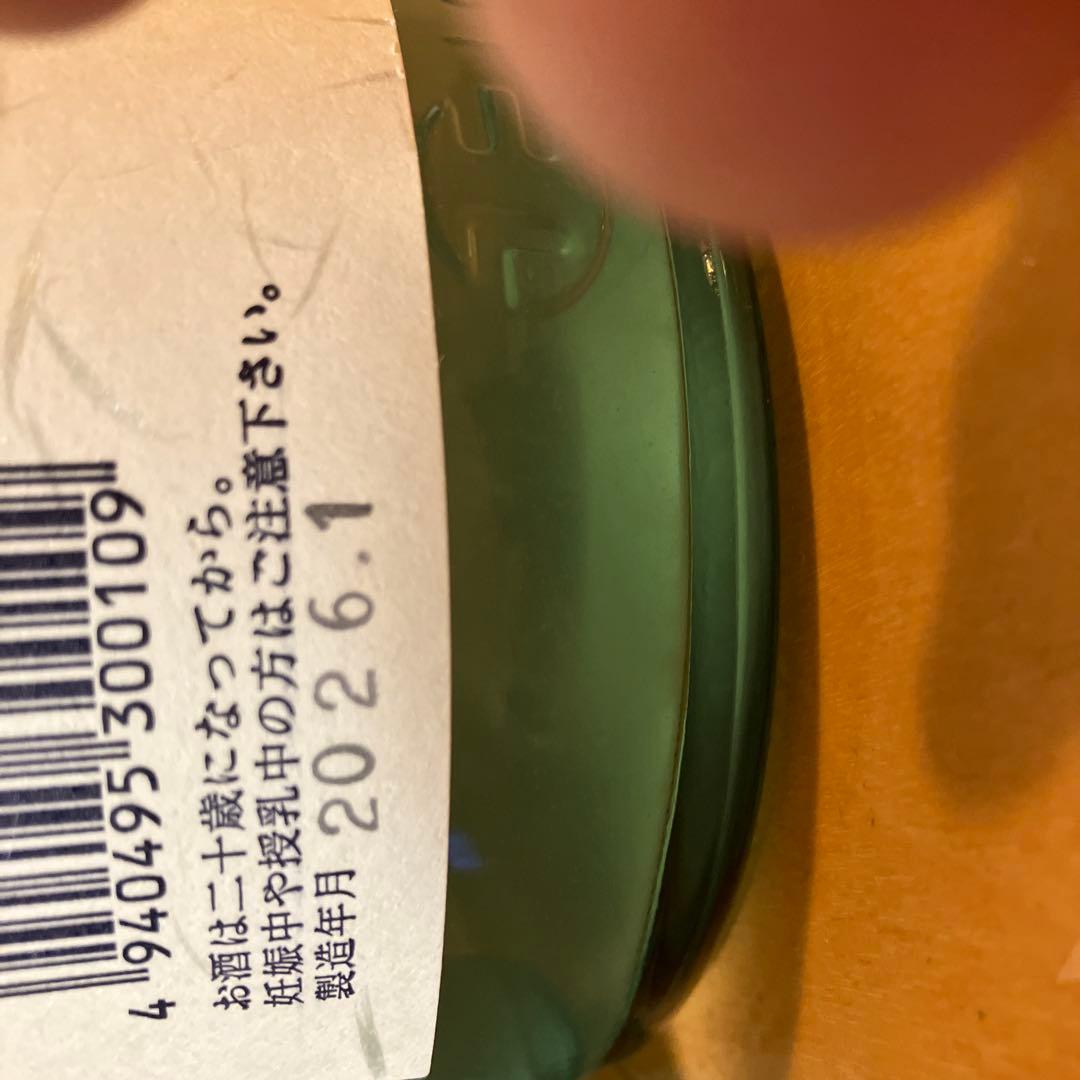 4 940495 300109
お酒は二十歳になってから。
妊娠中や授乳中の方はご注意下さい。
製造年月 2026.1